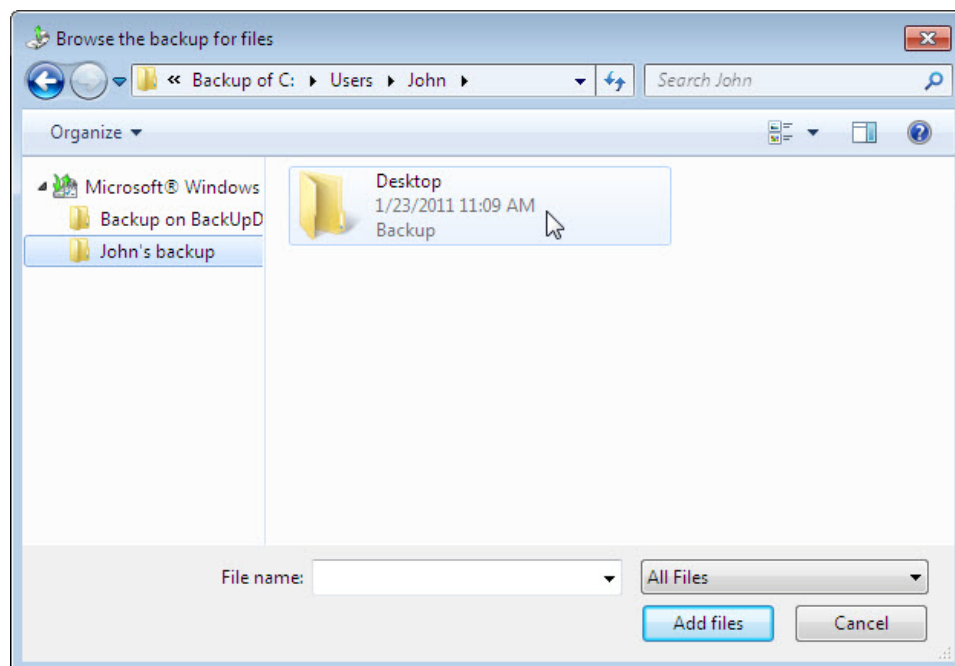 Browse the backup for files
« Backup of C: ▸ Users ▸ John ▸
Search John
Organize
Microsoft® Windows
Backup on BackUpD
John's backup
Desktop
1/23/2011 11:09 AM
Backup
File name:
All Files
Add files
Cancel